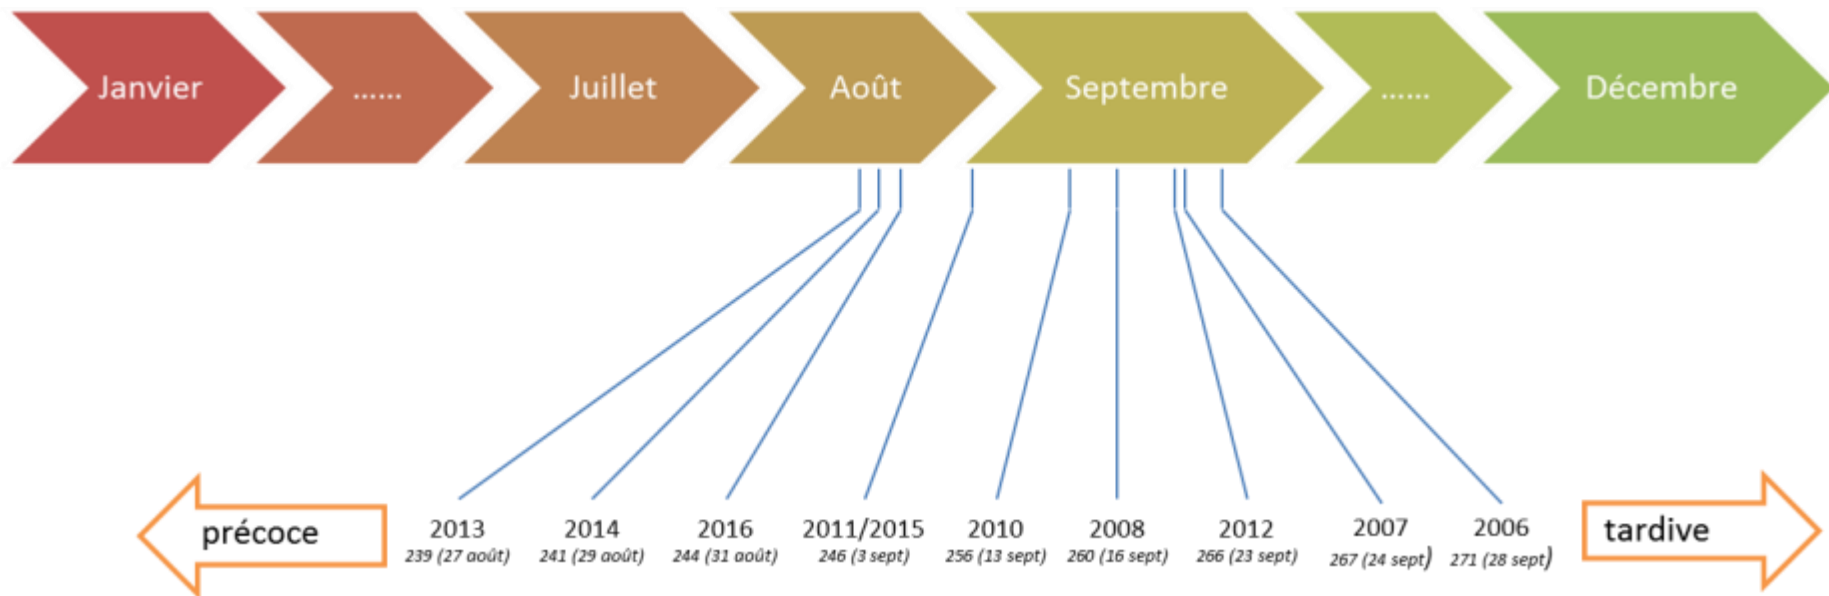 Janvier ...... Juillet Août Septembre ...... Décembre
précoce 2013 2014 2016 2011/2015 2010 2008 2012 2007 2006 tardive
239 (27 août) 241 (29 août) 244 (31 août) 246 (3 sept) 256 (13 sept) 260 (16 sept) 266 (23 sept) 267 (24 sept) 271 (28 sept)